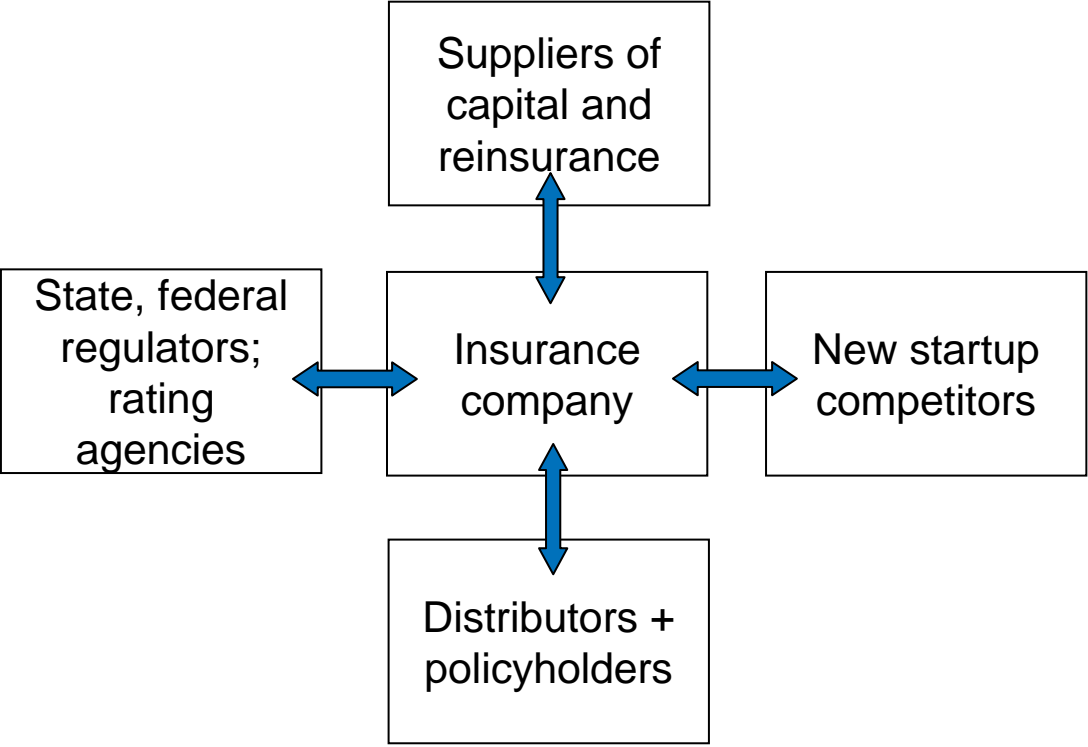 Suppliers of
capital and
reinsurance
State, federal
regulators;
rating
agencies
Insurance
company
New startup
competitors
Distributors +
policyholders